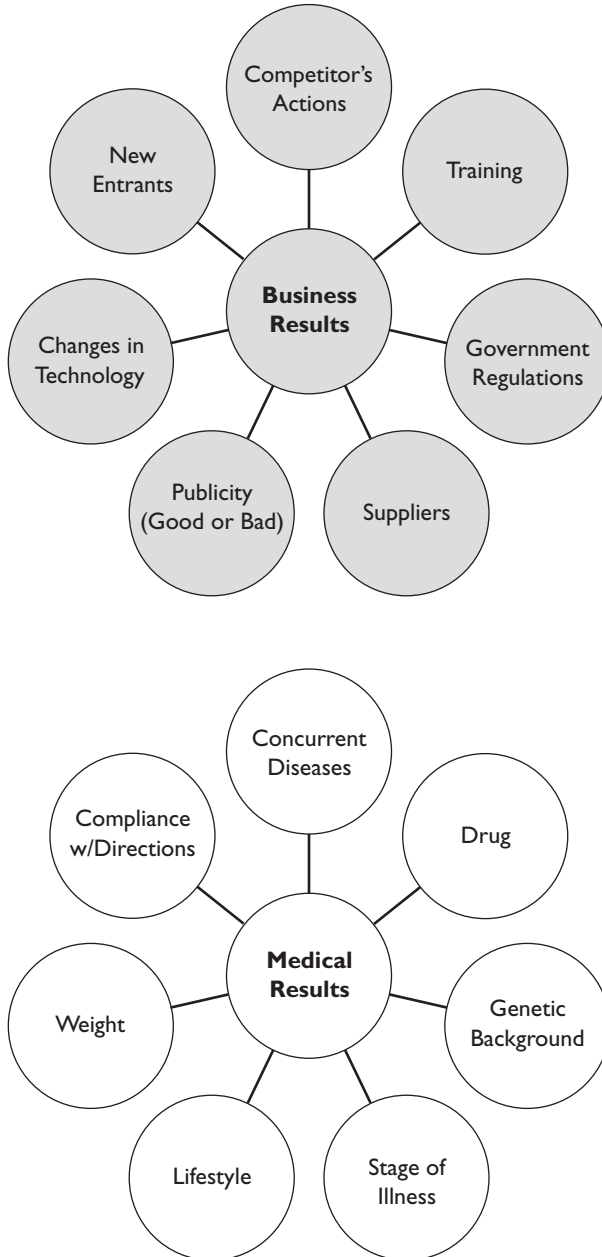 Competitor’s
Actions
New
Entrants
Training
Business
Results
Changes in
Technology
Government
Regulations
Publicity
(Good or Bad)
Suppliers
Concurrent
Diseases
Compliance
w/Directions
Drug
Medical
Results
Weight
Genetic
Background
Lifestyle
Stage of
Illness